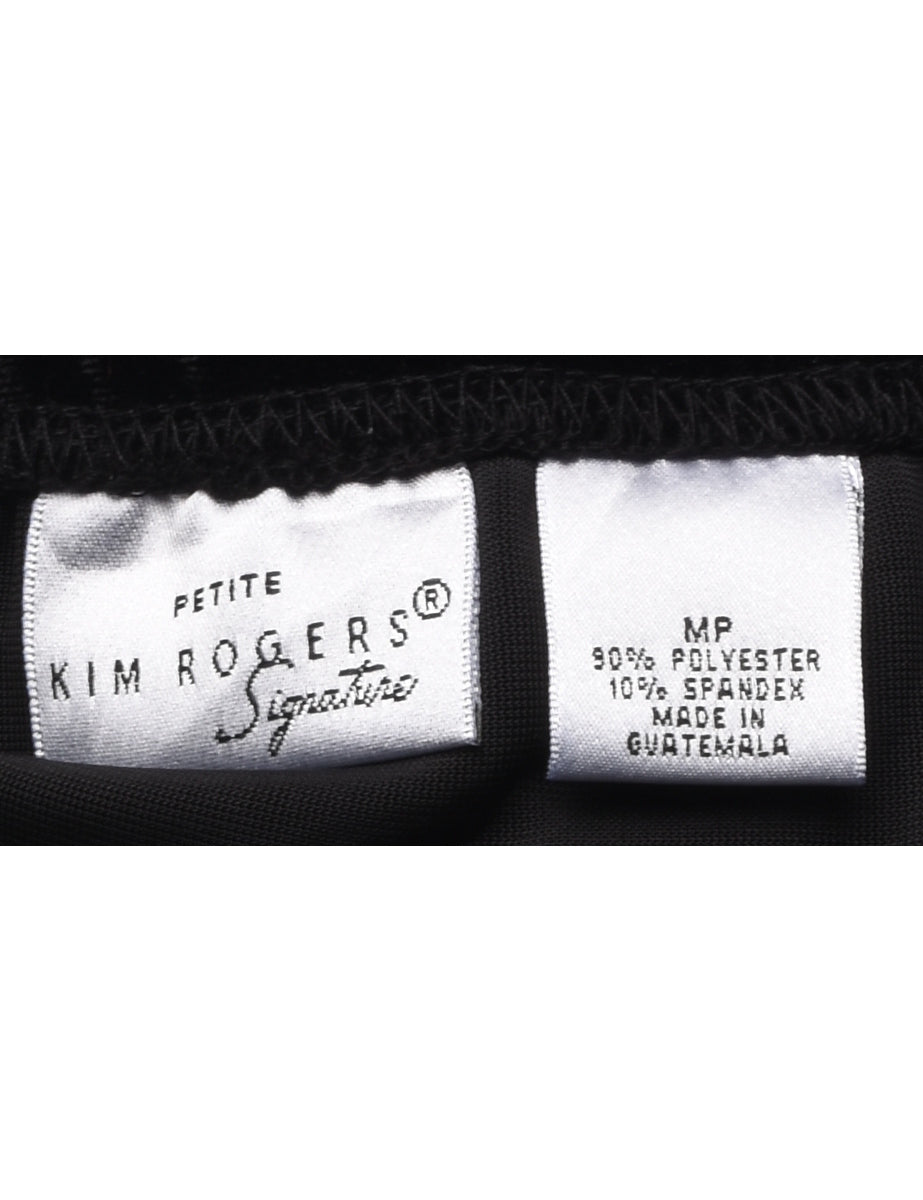 PETITE
KIM ROGERS®
Signature
MP
90% POLYESTER
10% SPANDEX
MADE IN
GUATEMALA